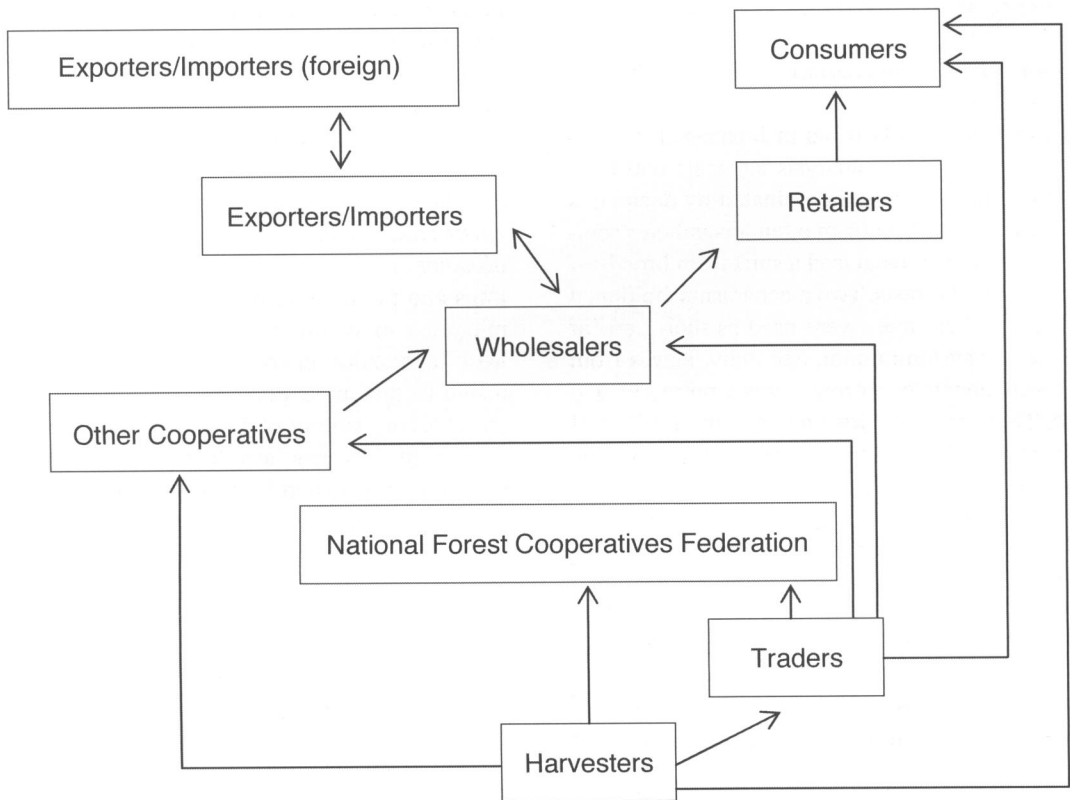 Exporters/Importers (foreign)
Consumers
Exporters/Importers
Retailers
Wholesalers
Other Cooperatives
National Forest Cooperatives Federation
Traders
Harvesters